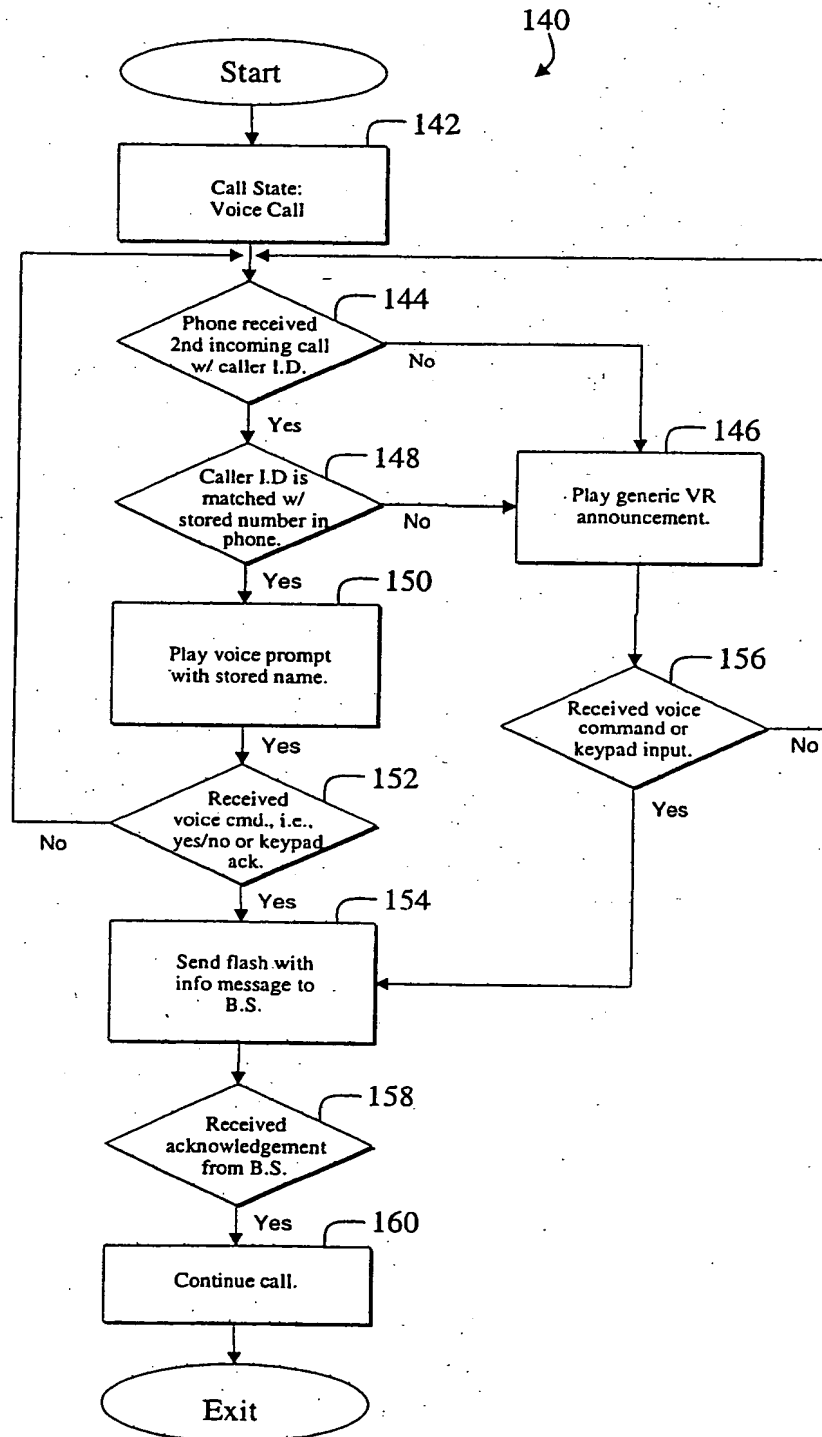 140
Start
142
Call State:
Voice Call
144
Phone received
2nd incoming call
w/ caller I.D.
No
Yes
146
148
Caller I.D is
matched w/
stored number in
phone.
No
Play generic VR
announcement.
Yes
150
Play voice prompt
with stored name.
156
Received voice
command or
keypad input.
No
Yes
Yes
152
Received
voice cmd., i.e.,
yes/no or keypad
ack.
No
Yes
154
Send flash with
info message to
B.S.
158
Received
acknowledgement
from B.S.
Yes
160
Continue call.
Exit